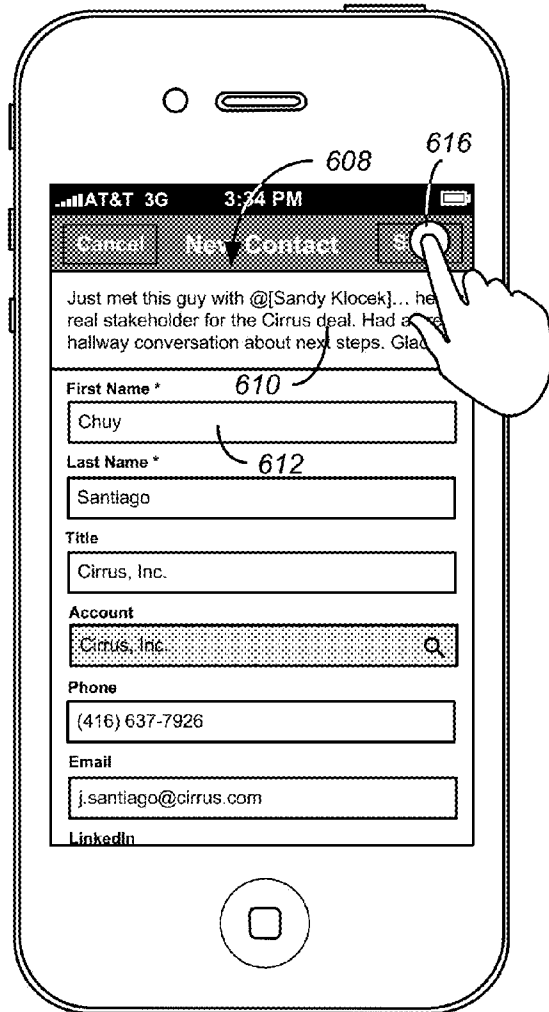 608
616
AT&T 3G 3:34 PM
Cancel New Contact
Just met this guy with @[Sandy Klocek]... he
real stakeholder for the Cirrus deal. Had a
hallway conversation about next steps.
610
First Name *
Chuy
612
Last Name *
Santiago
Title
Cirrus, Inc.
Account
Cirrus, Inc.
Phone
(416) 637-7926
Email
j.santiago@cirrus.com
LinkedIn